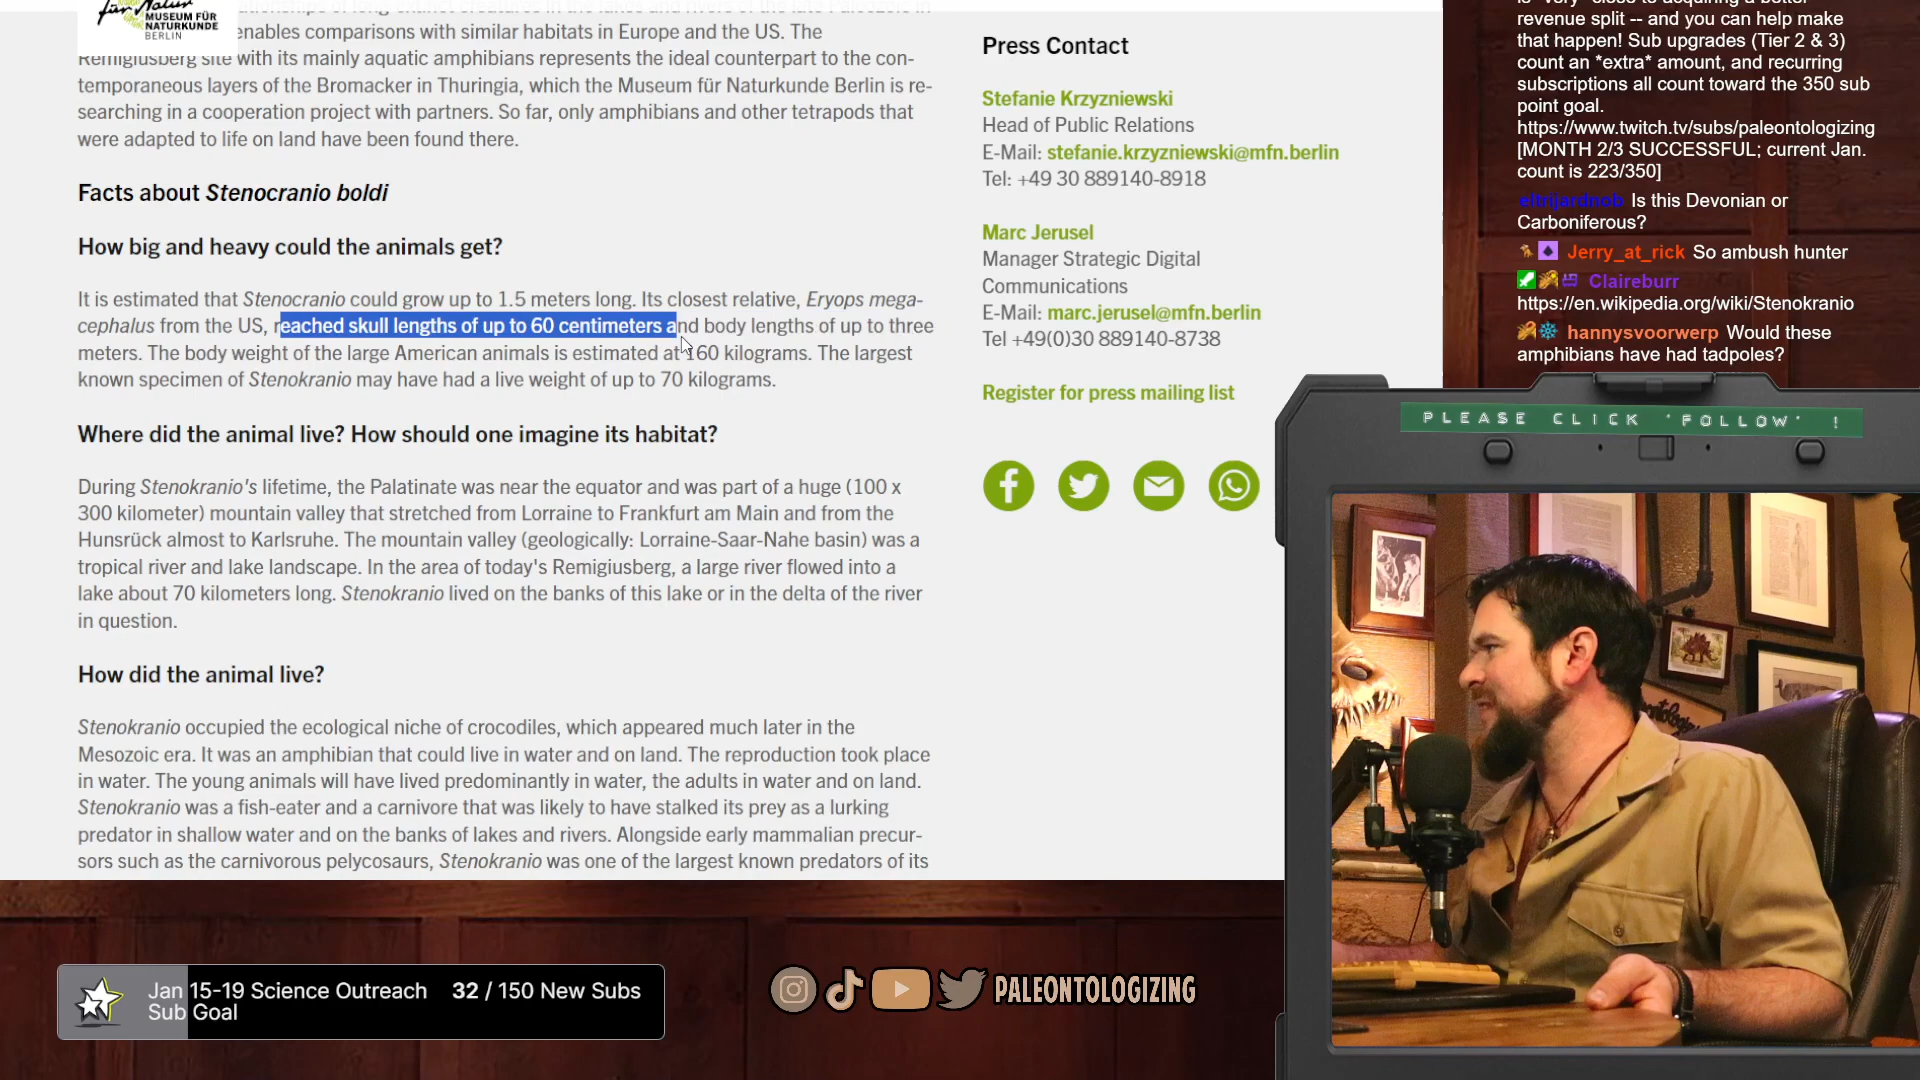 für Natur
MUSEUM FÜR
NATURKUNDE
BERLIN
enables comparisons with similar habitats in Europe and the US. The
Remigiusberg site with its mainly aquatic amphibians represents the ideal counterpart to the con-
temporaneous layers of the Bromacker in Thuringia, which the Museum für Naturkunde Berlin is re-
searching in a cooperation project with partners. So far, only amphibians and other tetrapods that
were adapted to life on land have been found there.
Facts about Stenocranio boldi
How big and heavy could the animals get?
It is estimated that Stenocranio could grow up to 1.5 meters long. Its closest relative, Eryops mega-
cephalus from the US, reached skull lengths of up to 60 centimeters and body lengths of up to three
meters. The body weight of the large American animals is estimated at 160 kilograms. The largest
known specimen of Stenokranio may have had a live weight of up to 70 kilograms.
Where did the animal live? How should one imagine its habitat?
During Stenokranio's lifetime, the Palatinate was near the equator and was part of a huge (100 x
300 kilometer) mountain valley that stretched from Lorraine to Frankfurt am Main and from the
Hunsrück almost to Karlsruhe. The mountain valley (geologically: Lorraine-Saar-Nahe basin) was a
tropical river and lake landscape. In the area of today's Remigiusberg, a large river flowed into a
lake about 70 kilometers long. Stenokranio lived on the banks of this lake or in the delta of the river
in question.
How did the animal live?
Stenokranio occupied the ecological niche of crocodiles, which appeared much later in the
Mesozoic era. It was an amphibian that could live in water and on land. The reproduction took place
in water. The young animals will have lived predominantly in water, the adults in water and on land.
Stenokranio was a fish-eater and a carnivore that was likely to have stalked its prey as a lurking
predator in shallow water and on the banks of lakes and rivers. Alongside early mammalian precur-
sors such as the carnivorous pelycosaurs, Stenokranio was one of the largest known predators of its
Press Contact
Stefanie Krzyzniewski
Head of Public Relations
E-Mail: stefanie.krzyzniewski@mfn.berlin
Tel: +49 30 889140-8918
Marc Jerusel
Manager Strategic Digital
Communications
E-Mail: marc.jerusel@mfn.berlin
Tel +49(0)30 889140-8738
Register for press mailing list
is *very* close to acquiring a better
revenue split -- and you can help make
that happen! Sub upgrades (Tier 2 & 3)
count an *extra* amount, and recurring
subscriptions all count toward the 350 sub
point goal.
https://www.twitch.tv/subs/paleontologizing
[MONTH 2/3 SUCCESSFUL; current Jan.
count is 223/350]
eltrijardnob Is this Devonian or
Carboniferous?
Jerry_at_rick So ambush hunter
Claireburr
https://en.wikipedia.org/wiki/Stenokranio
hannysvoorwerp Would these
amphibians have had tadpoles?
PLEASE CLICK 'FOLLOW' !
Jan 15-19 Science Outreach 32 / 150 New Subs
Sub Goal
PALEONTOLOGIZING